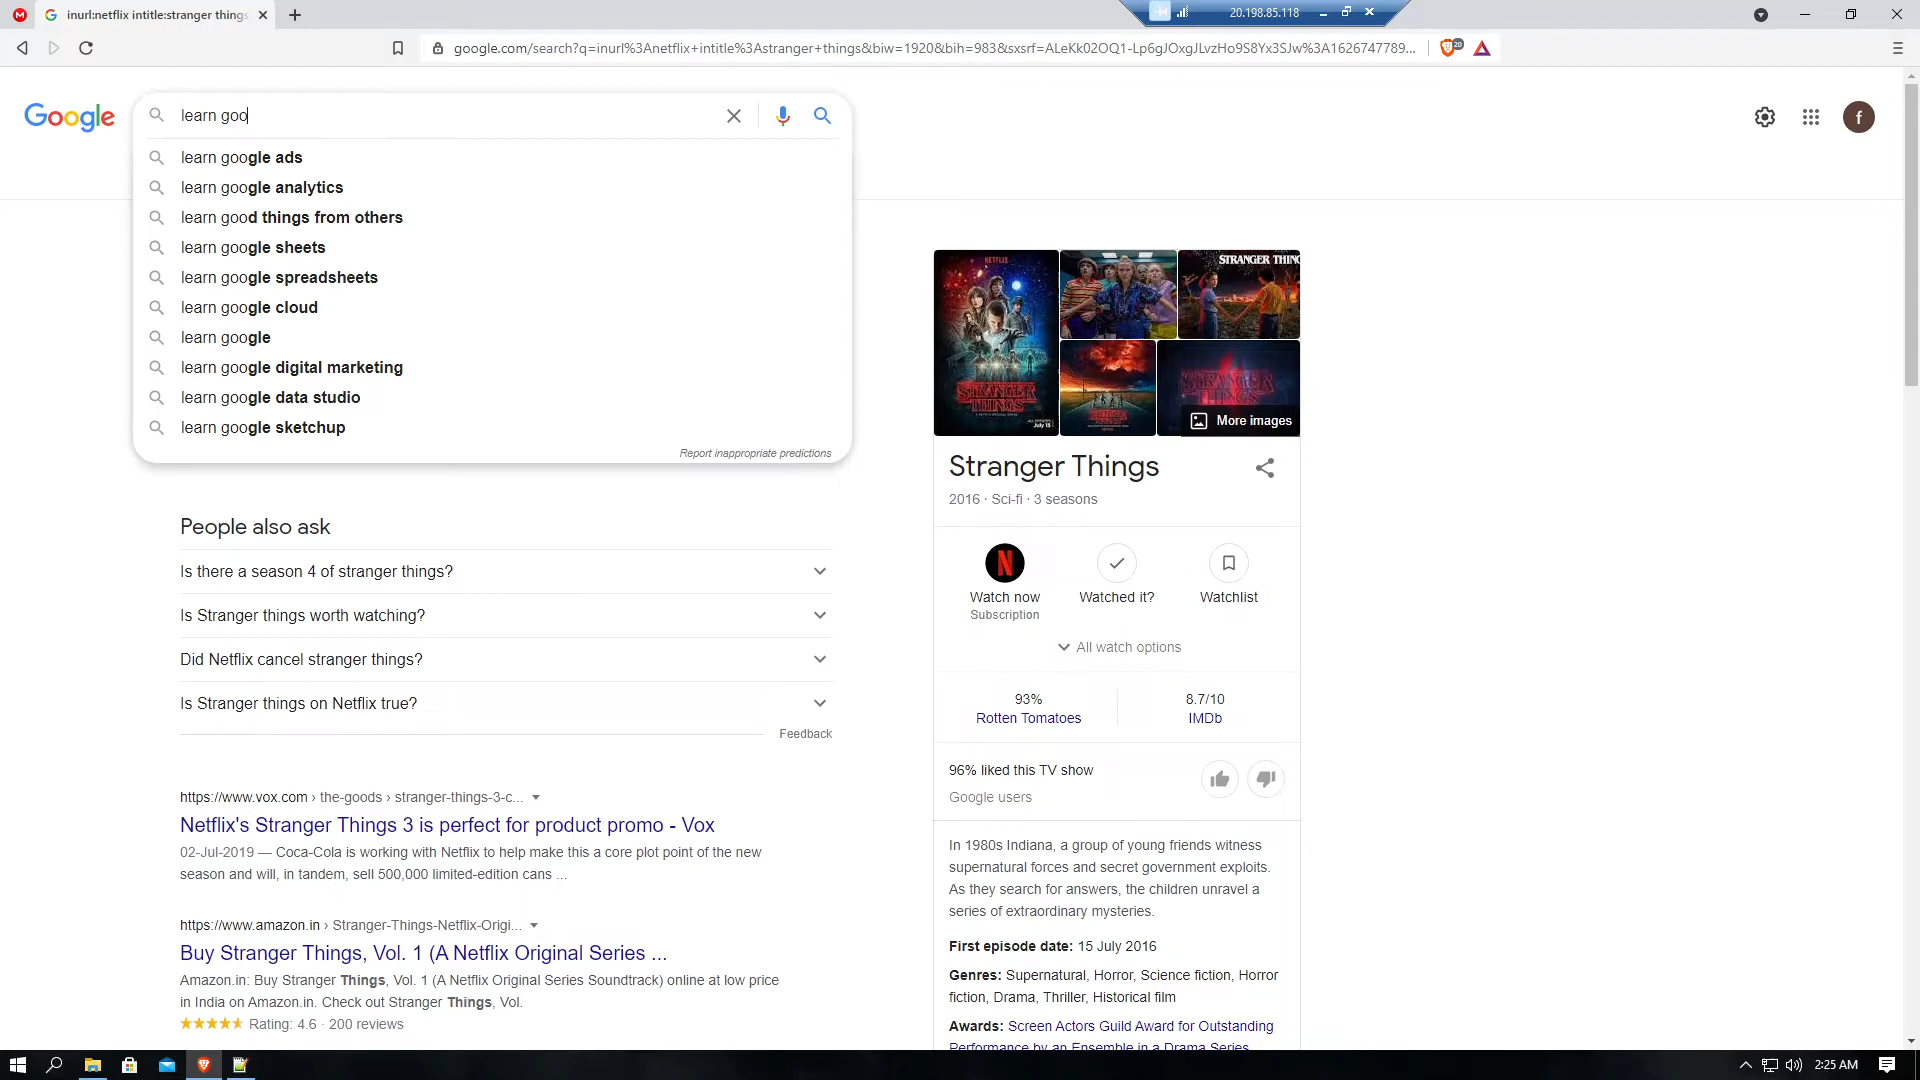 inurl:netflix intitle:stranger things
20.198.85.118
google.com/search?q=inurl%3Anetflix+intitle%3Astranger+things&biw=1920&bih=983&sxsrf=ALeKk02OQ1-Lp6gJOxgJLvzHo9S8Yx3SJw%3A1626747789...
20
Google
learn goo
f
learn google ads
learn google analytics
learn good things from others
learn google sheets
learn google spreadsheets
learn google cloud
learn google
learn google digital marketing
learn google data studio
learn google sketchup
Report inappropriate predictions
People also ask
Is there a season 4 of stranger things?
Is Stranger things worth watching?
Did Netflix cancel stranger things?
Is Stranger things on Netflix true?
Feedback
https://www.vox.com › the-goods › stranger-things-3-c...
Netflix's Stranger Things 3 is perfect for product promo - Vox
02-Jul-2019 — Coca-Cola is working with Netflix to help make this a core plot point of the new
season and will, in tandem, sell 500,000 limited-edition cans ...
https://www.amazon.in › Stranger-Things-Netflix-Origi...
Buy Stranger Things, Vol. 1 (A Netflix Original Series ...
Amazon.in: Buy Stranger Things, Vol. 1 (A Netflix Original Series Soundtrack) online at low price
in India on Amazon.in. Check out Stranger Things, Vol.
Rating: 4.6 · 200 reviews
NETFLIX
STRANGER THINGS
July 15
STRANGER THING
STRANGER THINGS
STRANGER THINGS
More images
Stranger Things
2016 · Sci-fi · 3 seasons
N
Watch now
Subscription
Watched it?
Watchlist
All watch options
93%
Rotten Tomatoes
8.7/10
IMDb
96% liked this TV show
Google users
In 1980s Indiana, a group of young friends witness
supernatural forces and secret government exploits.
As they search for answers, the children unravel a
series of extraordinary mysteries.
First episode date: 15 July 2016
Genres: Supernatural, Horror, Science fiction, Horror
fiction, Drama, Thriller, Historical film
Awards: Screen Actors Guild Award for Outstanding
Performance by an Ensemble in a Drama Series
2:25 AM